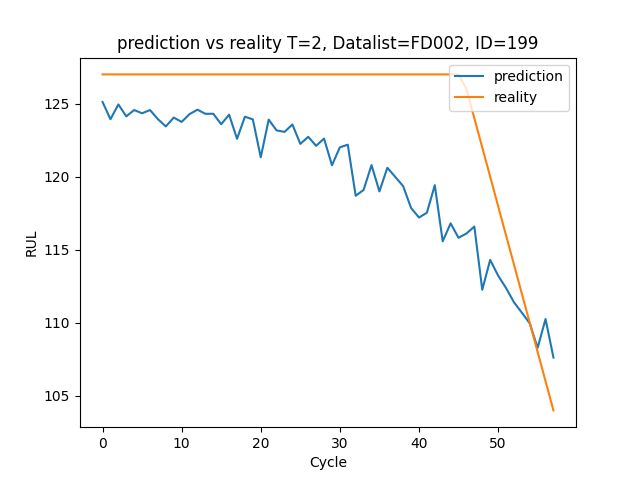 prediction vs reality T=2, Datalist=FD002, ID=199
prediction
reality
125
120
115
110
105
RUL
0 10 20 30 40 50
Cycle